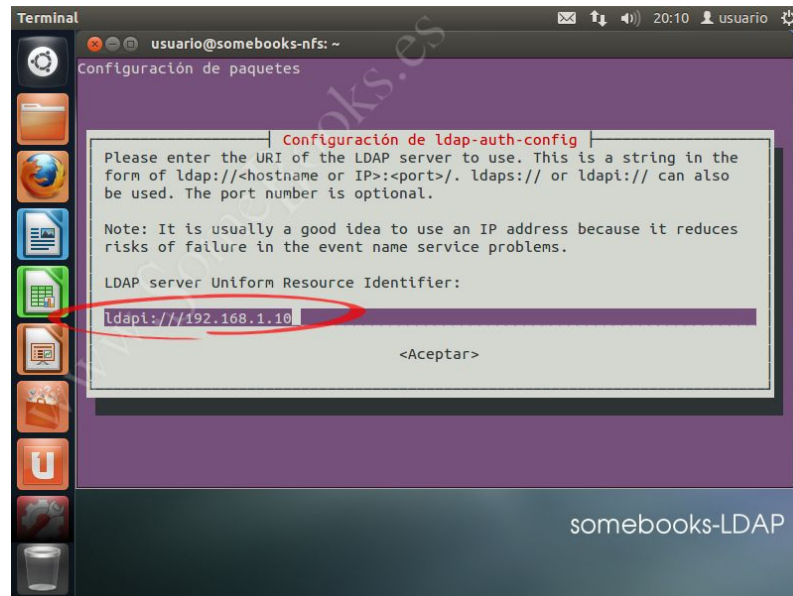 Terminal
20:10 usuario
usuario@somebooks-nfs: ~
Configuración de paquetes
Configuración de ldap-auth-config
Please enter the URI of the LDAP server to use. This is a string in the
form of ldap://<hostname or IP>:<port>/. ldaps:// or ldapi:// can also
be used. The port number is optional.
Note: It is usually a good idea to use an IP address because it reduces
risks of failure in the event name service problems.
LDAP server Uniform Resource Identifier:
ldapi:///192.168.1.10
<Aceptar>
somebooks-LDAP
www.SomeBooks.es